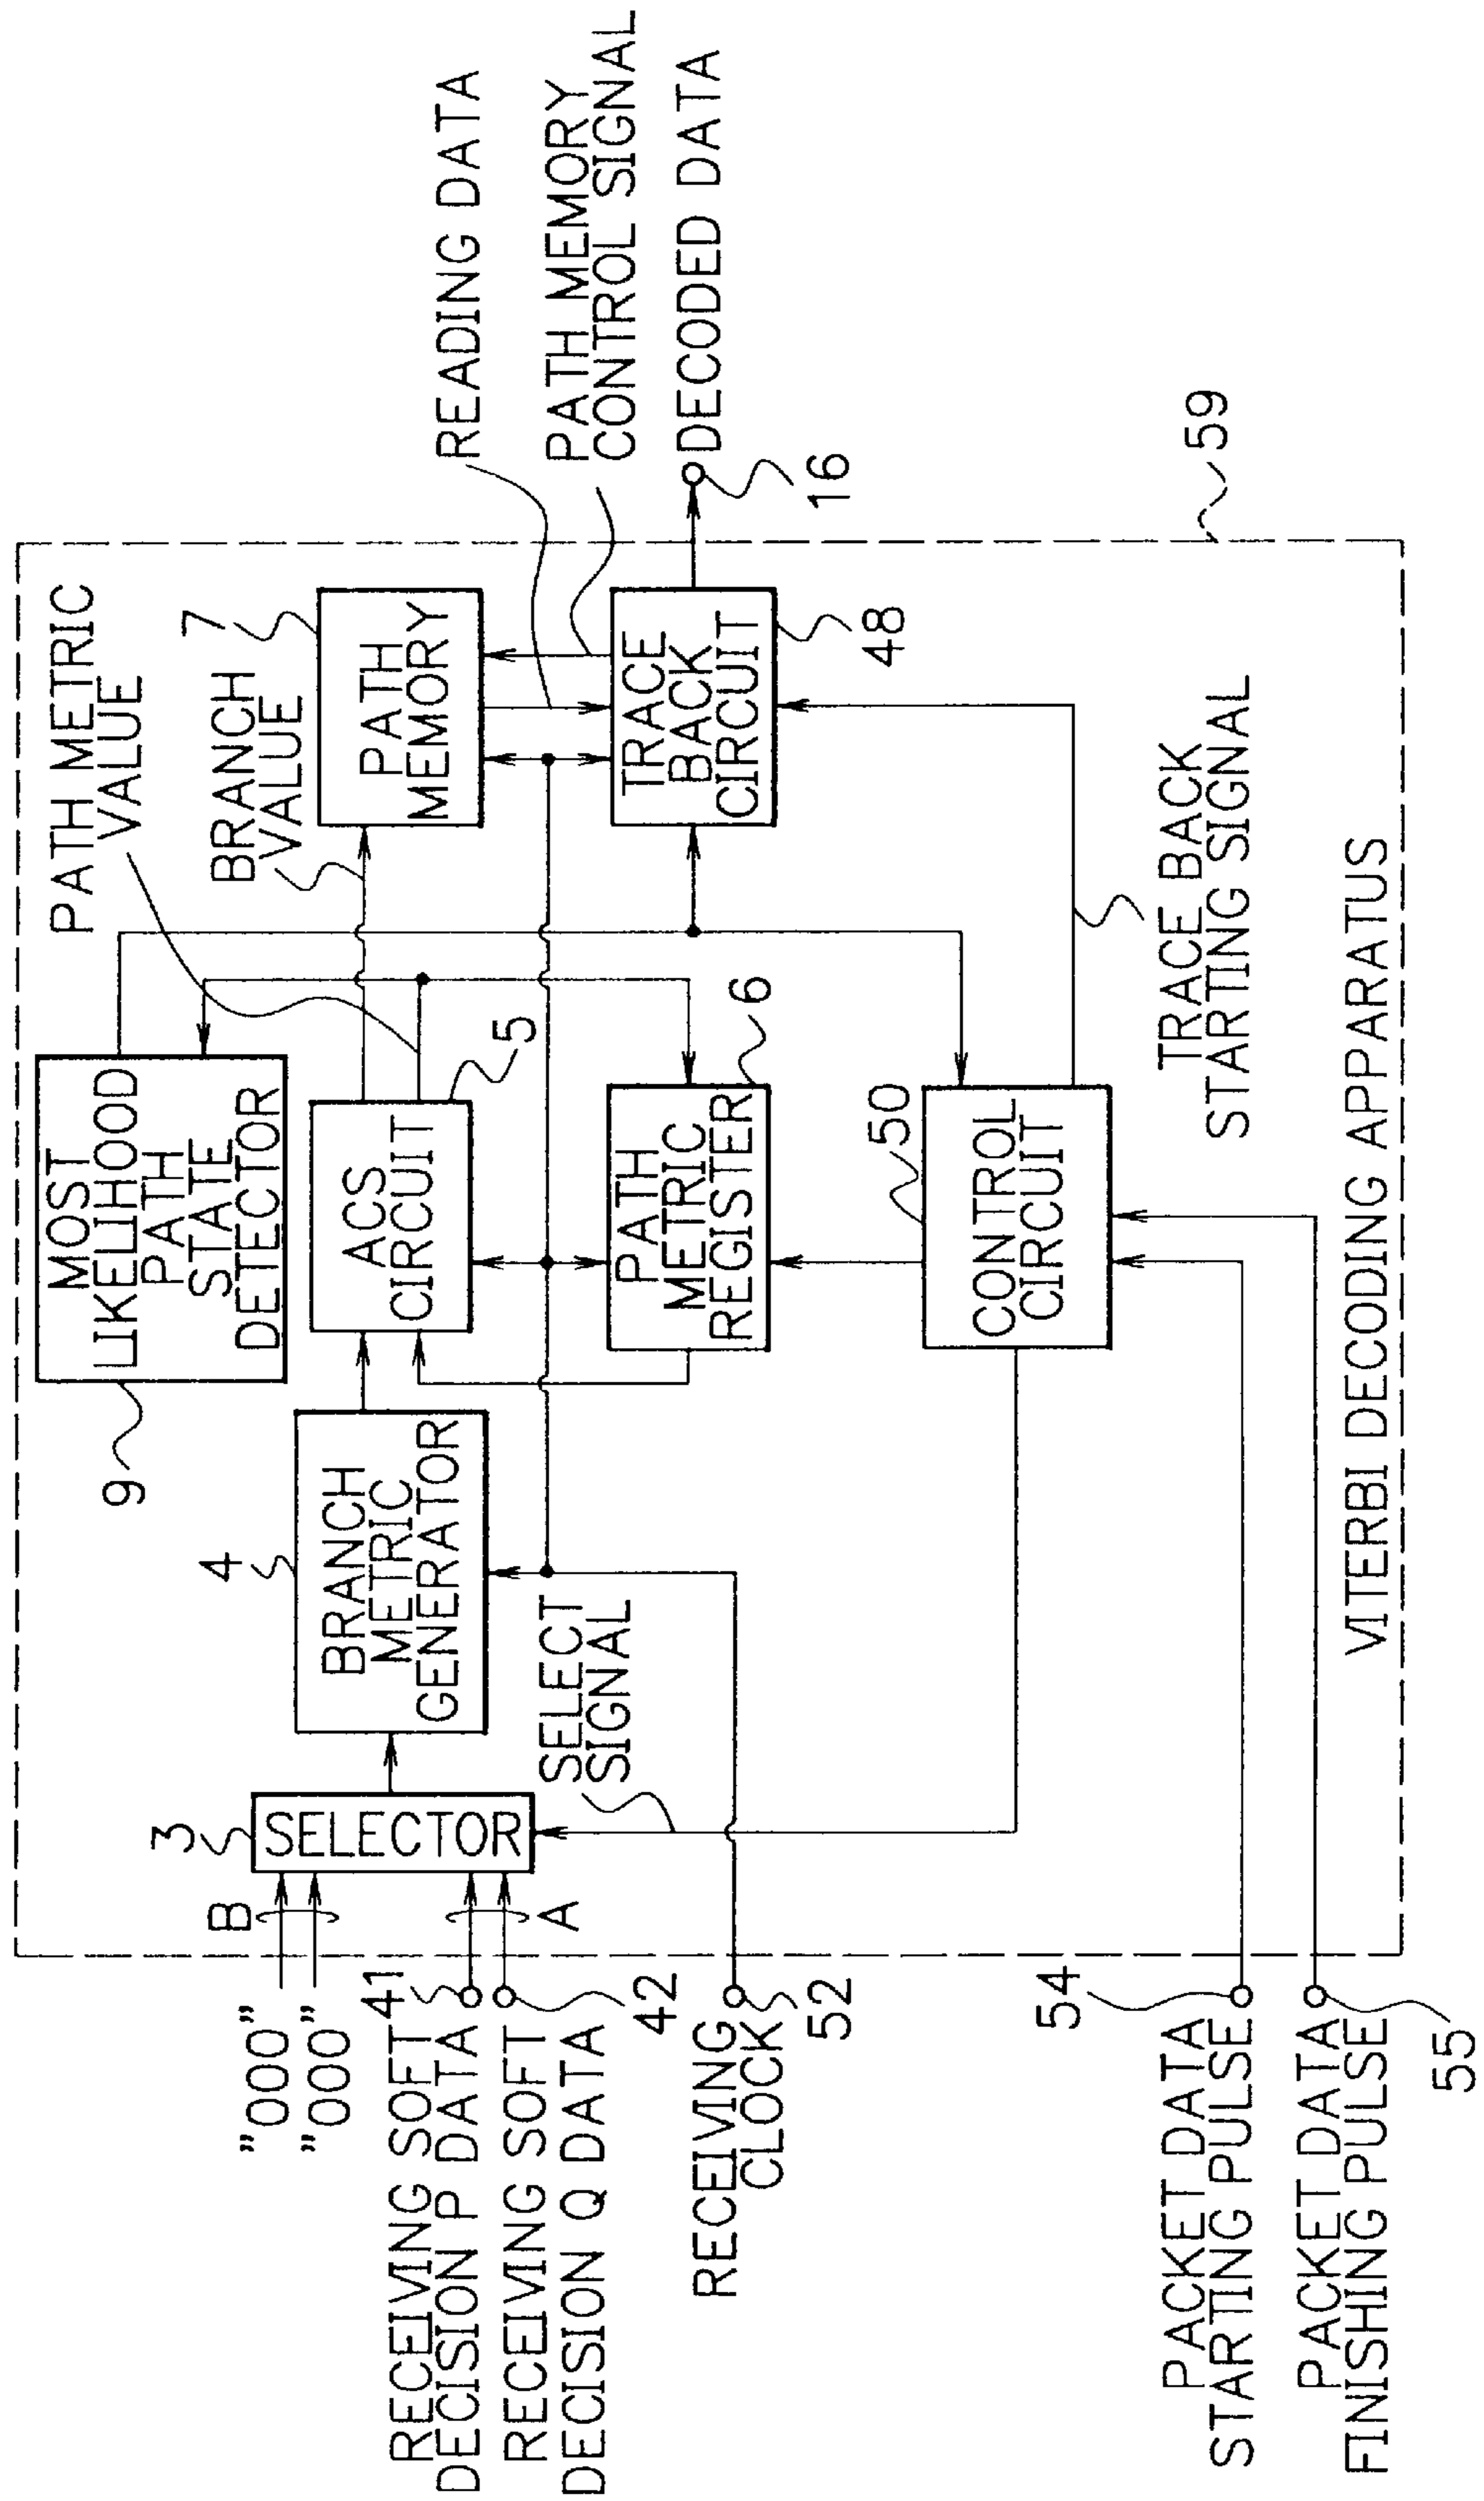 "000"
"000"
B
A
RECEIVING SOFT
DECISION P DATA
41
RECEIVING SOFT
DECISION Q DATA
42
RECEIVING
CLOCK
52
PACKET DATA
STARTING PULSE
54
PACKET DATA
FINISHING PULSE
55
3
SELECTOR
SELECT
SIGNAL
4
BRANCH
METRIC
GENERATOR
9
MOST
LIKELIHOOD
PATH
STATE
DETECTOR
ACS
CIRCUIT
5
PATH
METRIC
REGISTER
6
50
CONTROL
CIRCUIT
PATH METRIC
VALUE
BRANCH
VALUE
7
PATH
MEMORY
TRACE
BACK
CIRCUIT
48
TRACE BACK
STARTING SIGNAL
VITERBI DECODING APPARATUS
59
READING DATA
PATH MEMORY
CONTROL SIGNAL
DECODED DATA
16